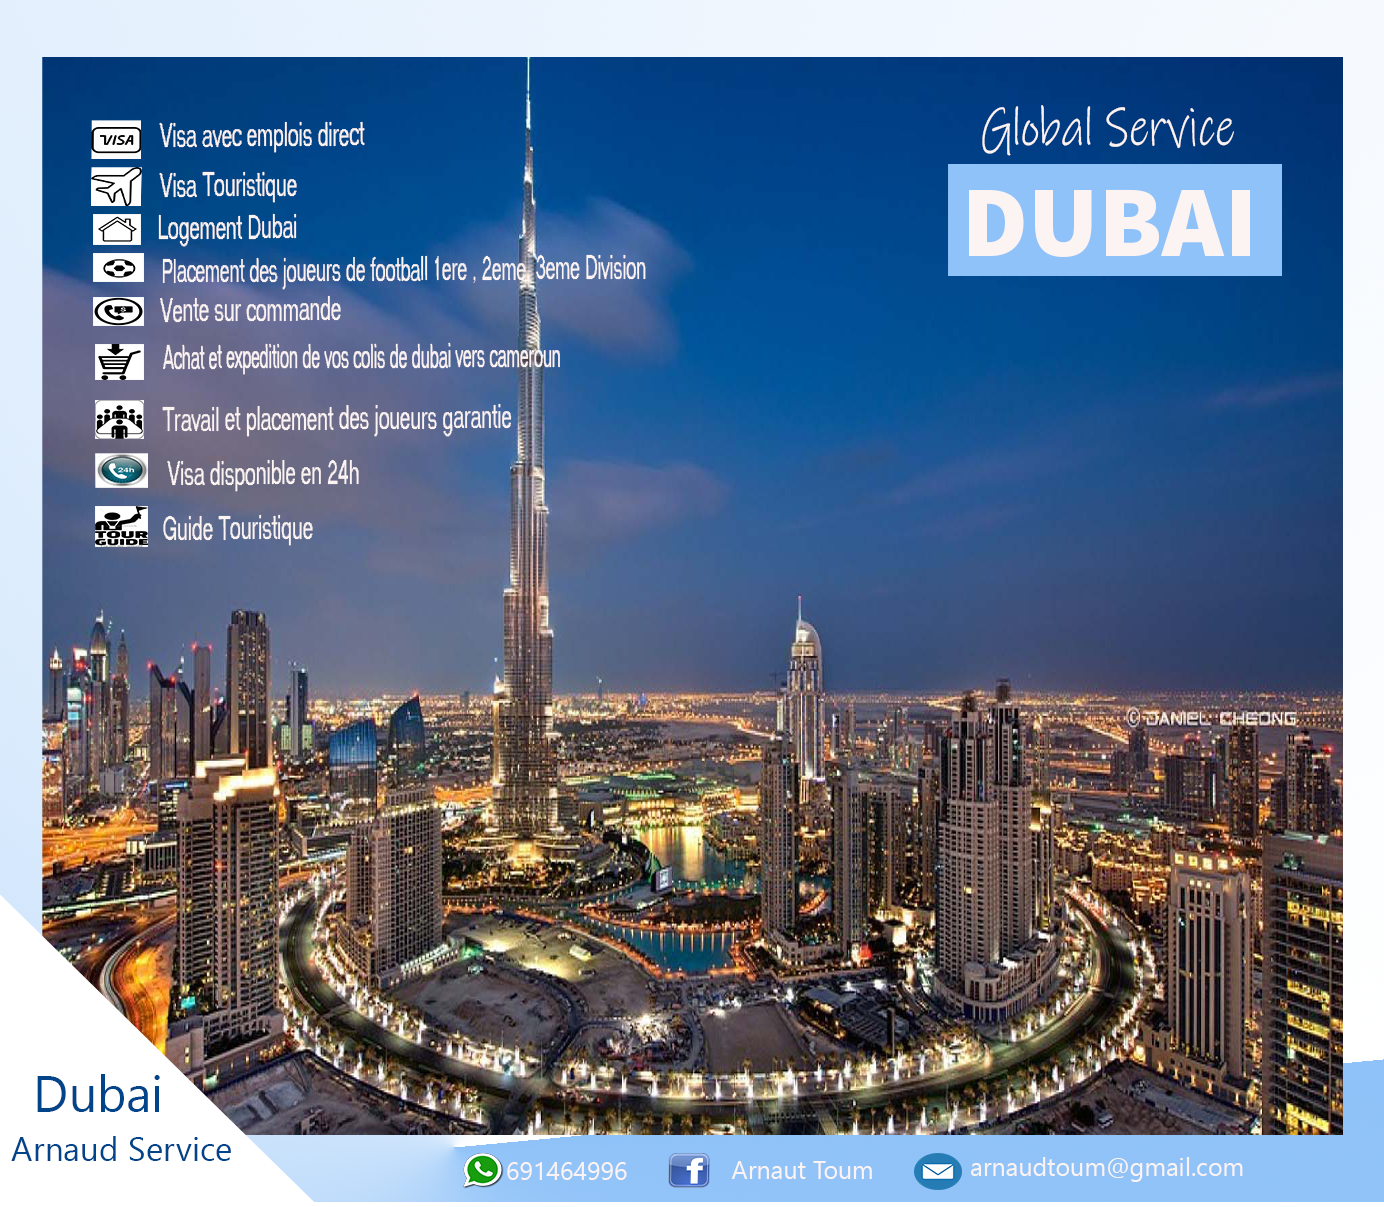 Global Service
DUBAI
VISA
Visa avec emplois direct
Visa Touristique
Logement Dubai
Placement des joueurs de football 1ere , 2eme, 3eme Division
$
Vente sur commande
Achat et expedition de vos colis de dubai vers cameroun
Travail et placement des joueurs garantie
24h
Visa disponible en 24h
TOUR
GUIDE
Guide Touristique
© DANIEL CHEONG
Dubai
Arnaud Service
691464996
f
Arnaut Toum
arnaudtoum@gmail.com